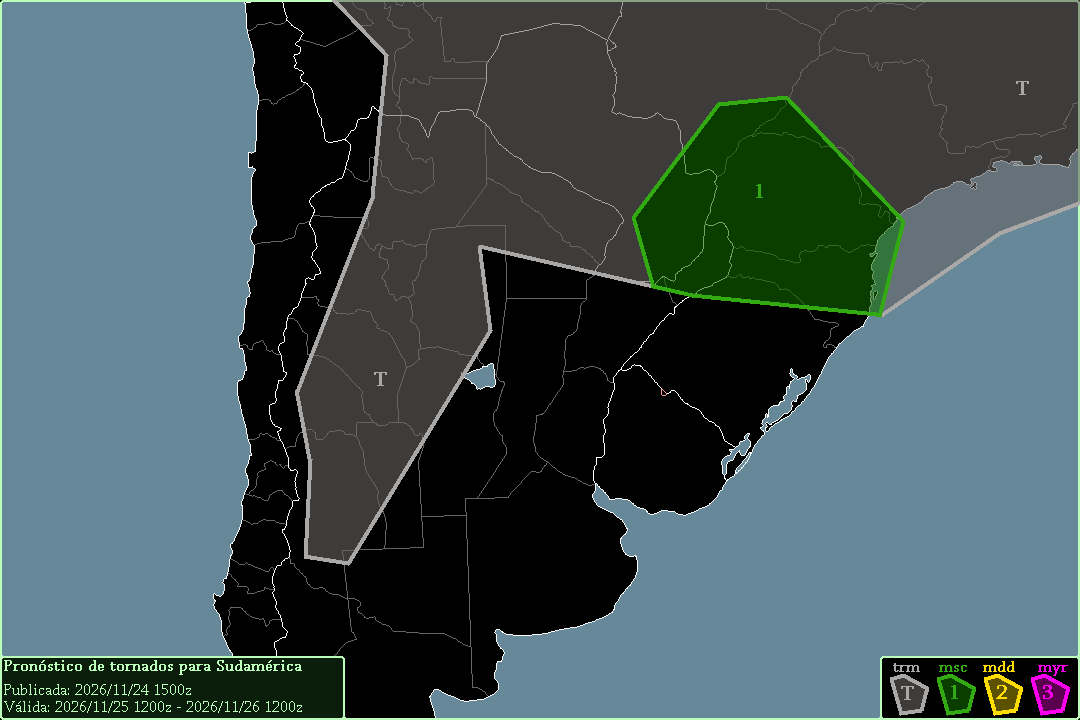 T
1
T
Pronóstico de tornados para Sudamérica
Publicada: 2026/11/24 1500z
Válida: 2026/11/25 1200z - 2026/11/26 1200z
trm msc mdd myr
T 1 2 3